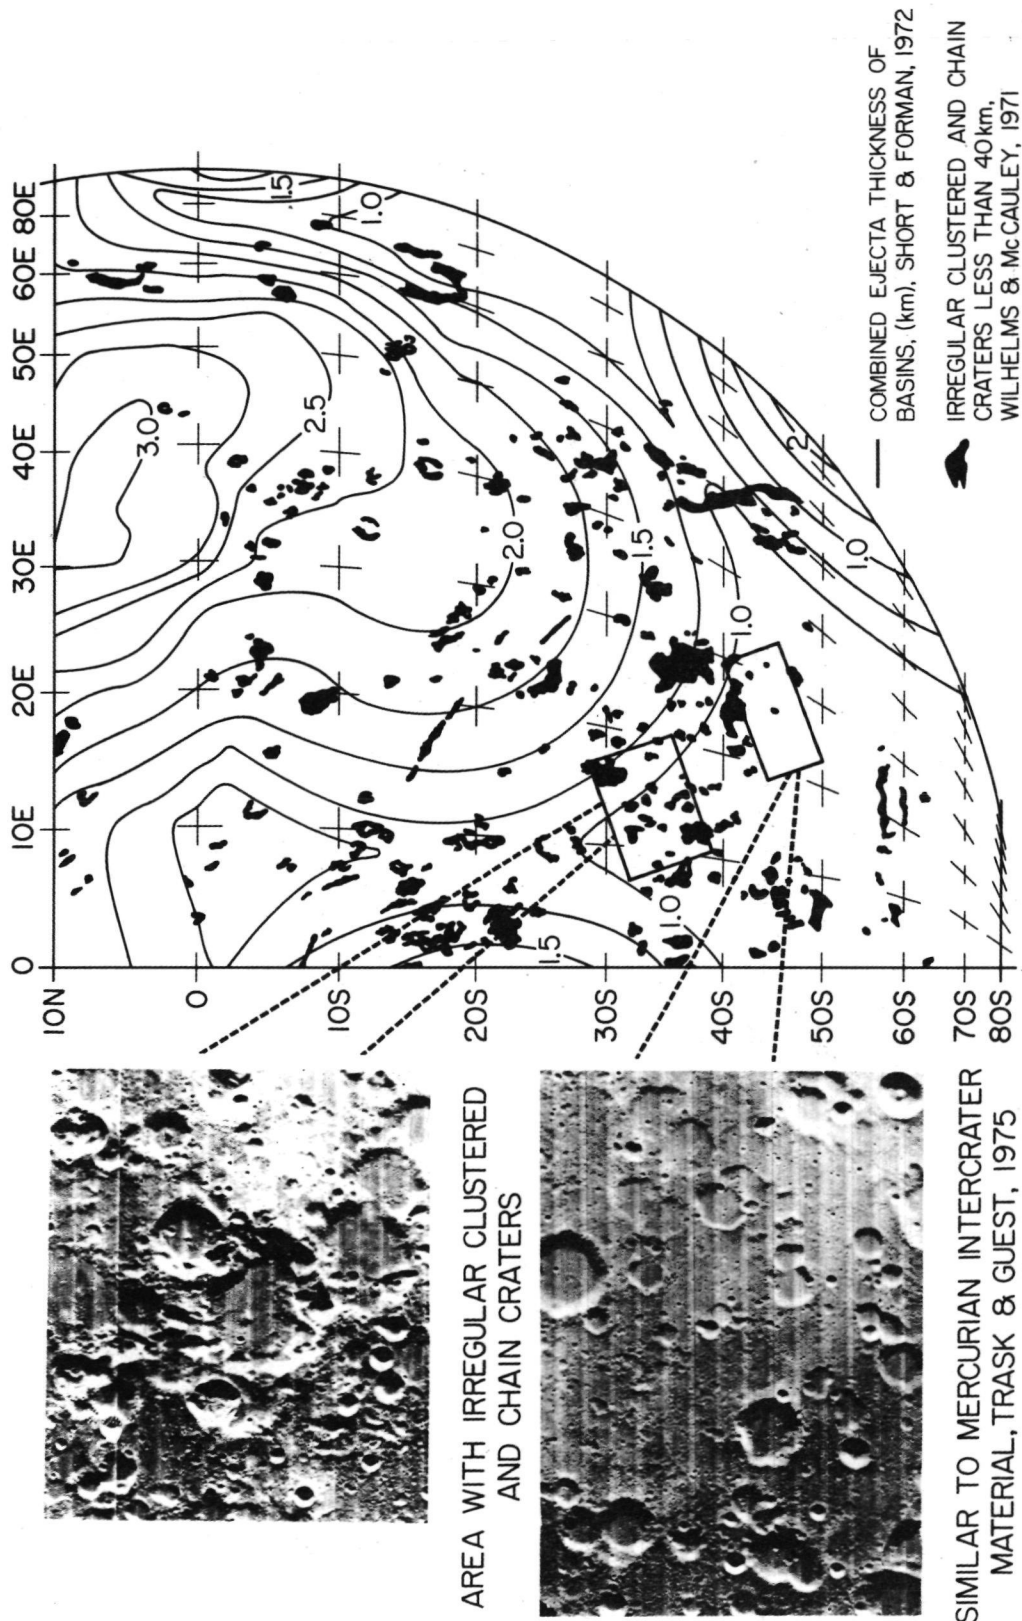 AREA WITH IRREGULAR CLUSTERED
AND CHAIN CRATERS
SIMILAR TO MERCURIAN INTERCRATER
MATERIAL, TRASK & GUEST, 1975
0
10E
20E
30E
40E
50E
60E
80E
10N
0
10S
20S
30S
40S
50S
60S
70S
80S
3.0
2.5
2.0
1.5
1.0
1.5
1.0
1.5
1.0
1.0
2.
COMBINED EJECTA THICKNESS OF
BASINS, (km), SHORT & FORMAN, 1972
IRREGULAR CLUSTERED AND CHAIN
CRATERS LESS THAN 40km,
WILHELMS & McCAULEY, 1971